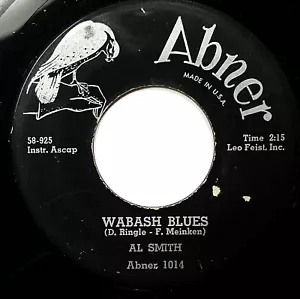 Abner
MADE IN U.S.A.
58-925
Instr. Ascap
Time 2:15
Leo Feist, Inc.
WABASH BLUES
(D. Ringle - F. Meinken)
AL SMITH
Abner 1014